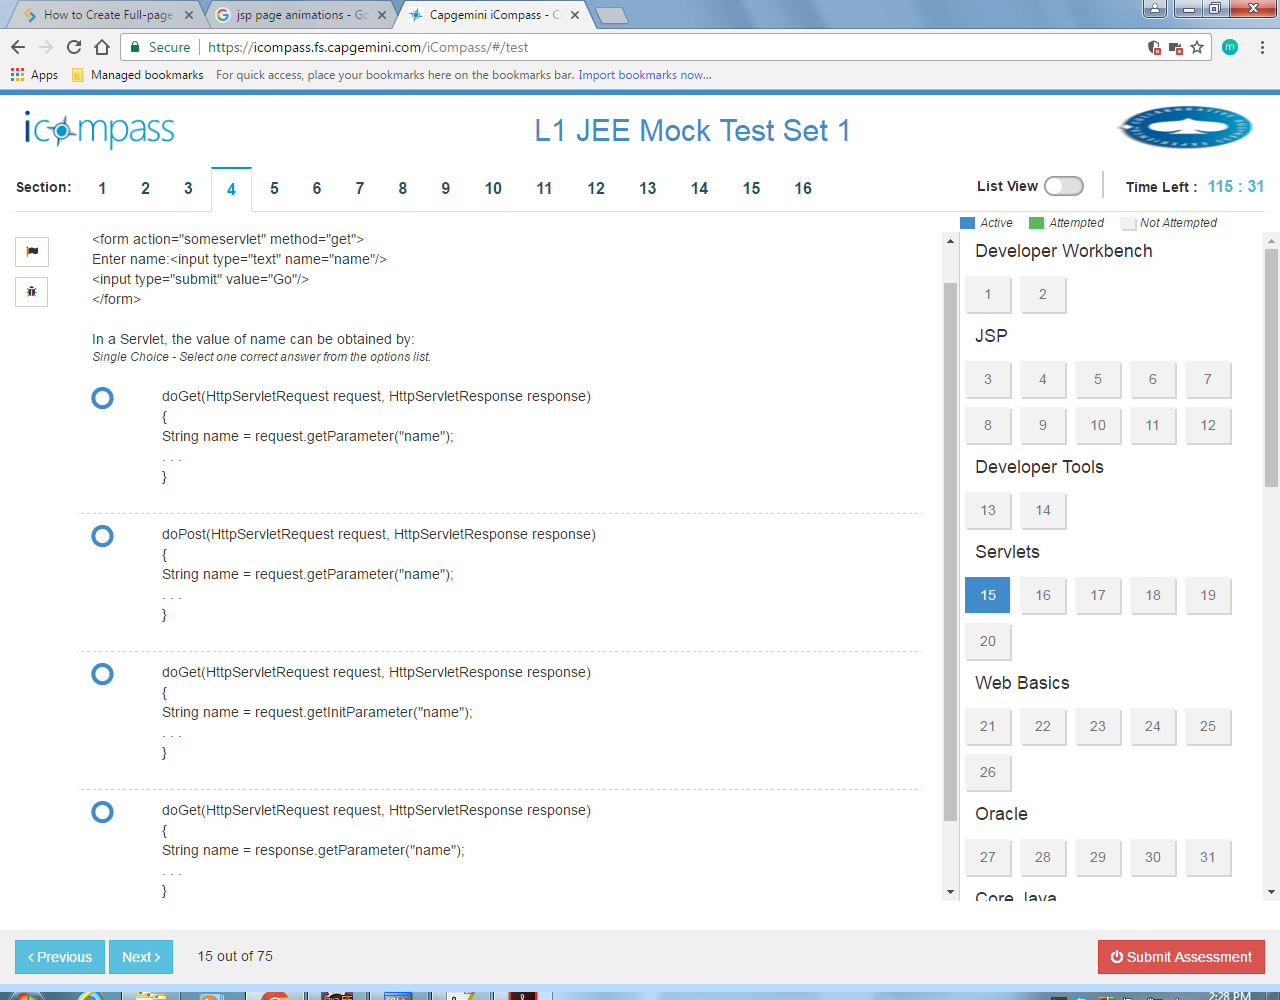 How to Create Full-page
jsp page animations - Go
Capgemini iCompass - C
Secure https://icompass.fs.capgemini.com/iCompass/#/test
m
Apps Managed bookmarks For quick access, place your bookmarks here on the bookmarks bar. Import bookmarks now...
icompass
L1 JEE Mock Test Set 1
Section: 1 2 3 4 5 6 7 8 9 10 11 12 13 14 15 16
List View Time Left : 115 : 31
Active Attempted Not Attempted
<form action="someservlet" method="get">
Enter name:<input type="text" name="name"/>
<input type="submit" value="Go"/>
</form>
In a Servlet, the value of name can be obtained by:
Single Choice - Select one correct answer from the options list.
doGet(HttpServletRequest request, HttpServletResponse response)
{
String name = request.getParameter("name");
. . .
}
doPost(HttpServletRequest request, HttpServletResponse response)
{
String name = request.getParameter("name");
. . .
}
doGet(HttpServletRequest request, HttpServletResponse response)
{
String name = request.getInitParameter("name");
. . .
}
doGet(HttpServletRequest request, HttpServletResponse response)
{
String name = response.getParameter("name");
. . .
}
Developer Workbench
1 2
JSP
3 4 5 6 7
8 9 10 11 12
Developer Tools
13 14
Servlets
15 16 17 18 19
20
Web Basics
21 22 23 24 25
26
Oracle
27 28 29 30 31
Core Java
‹ Previous Next › 15 out of 75
Submit Assessment
2:28 PM